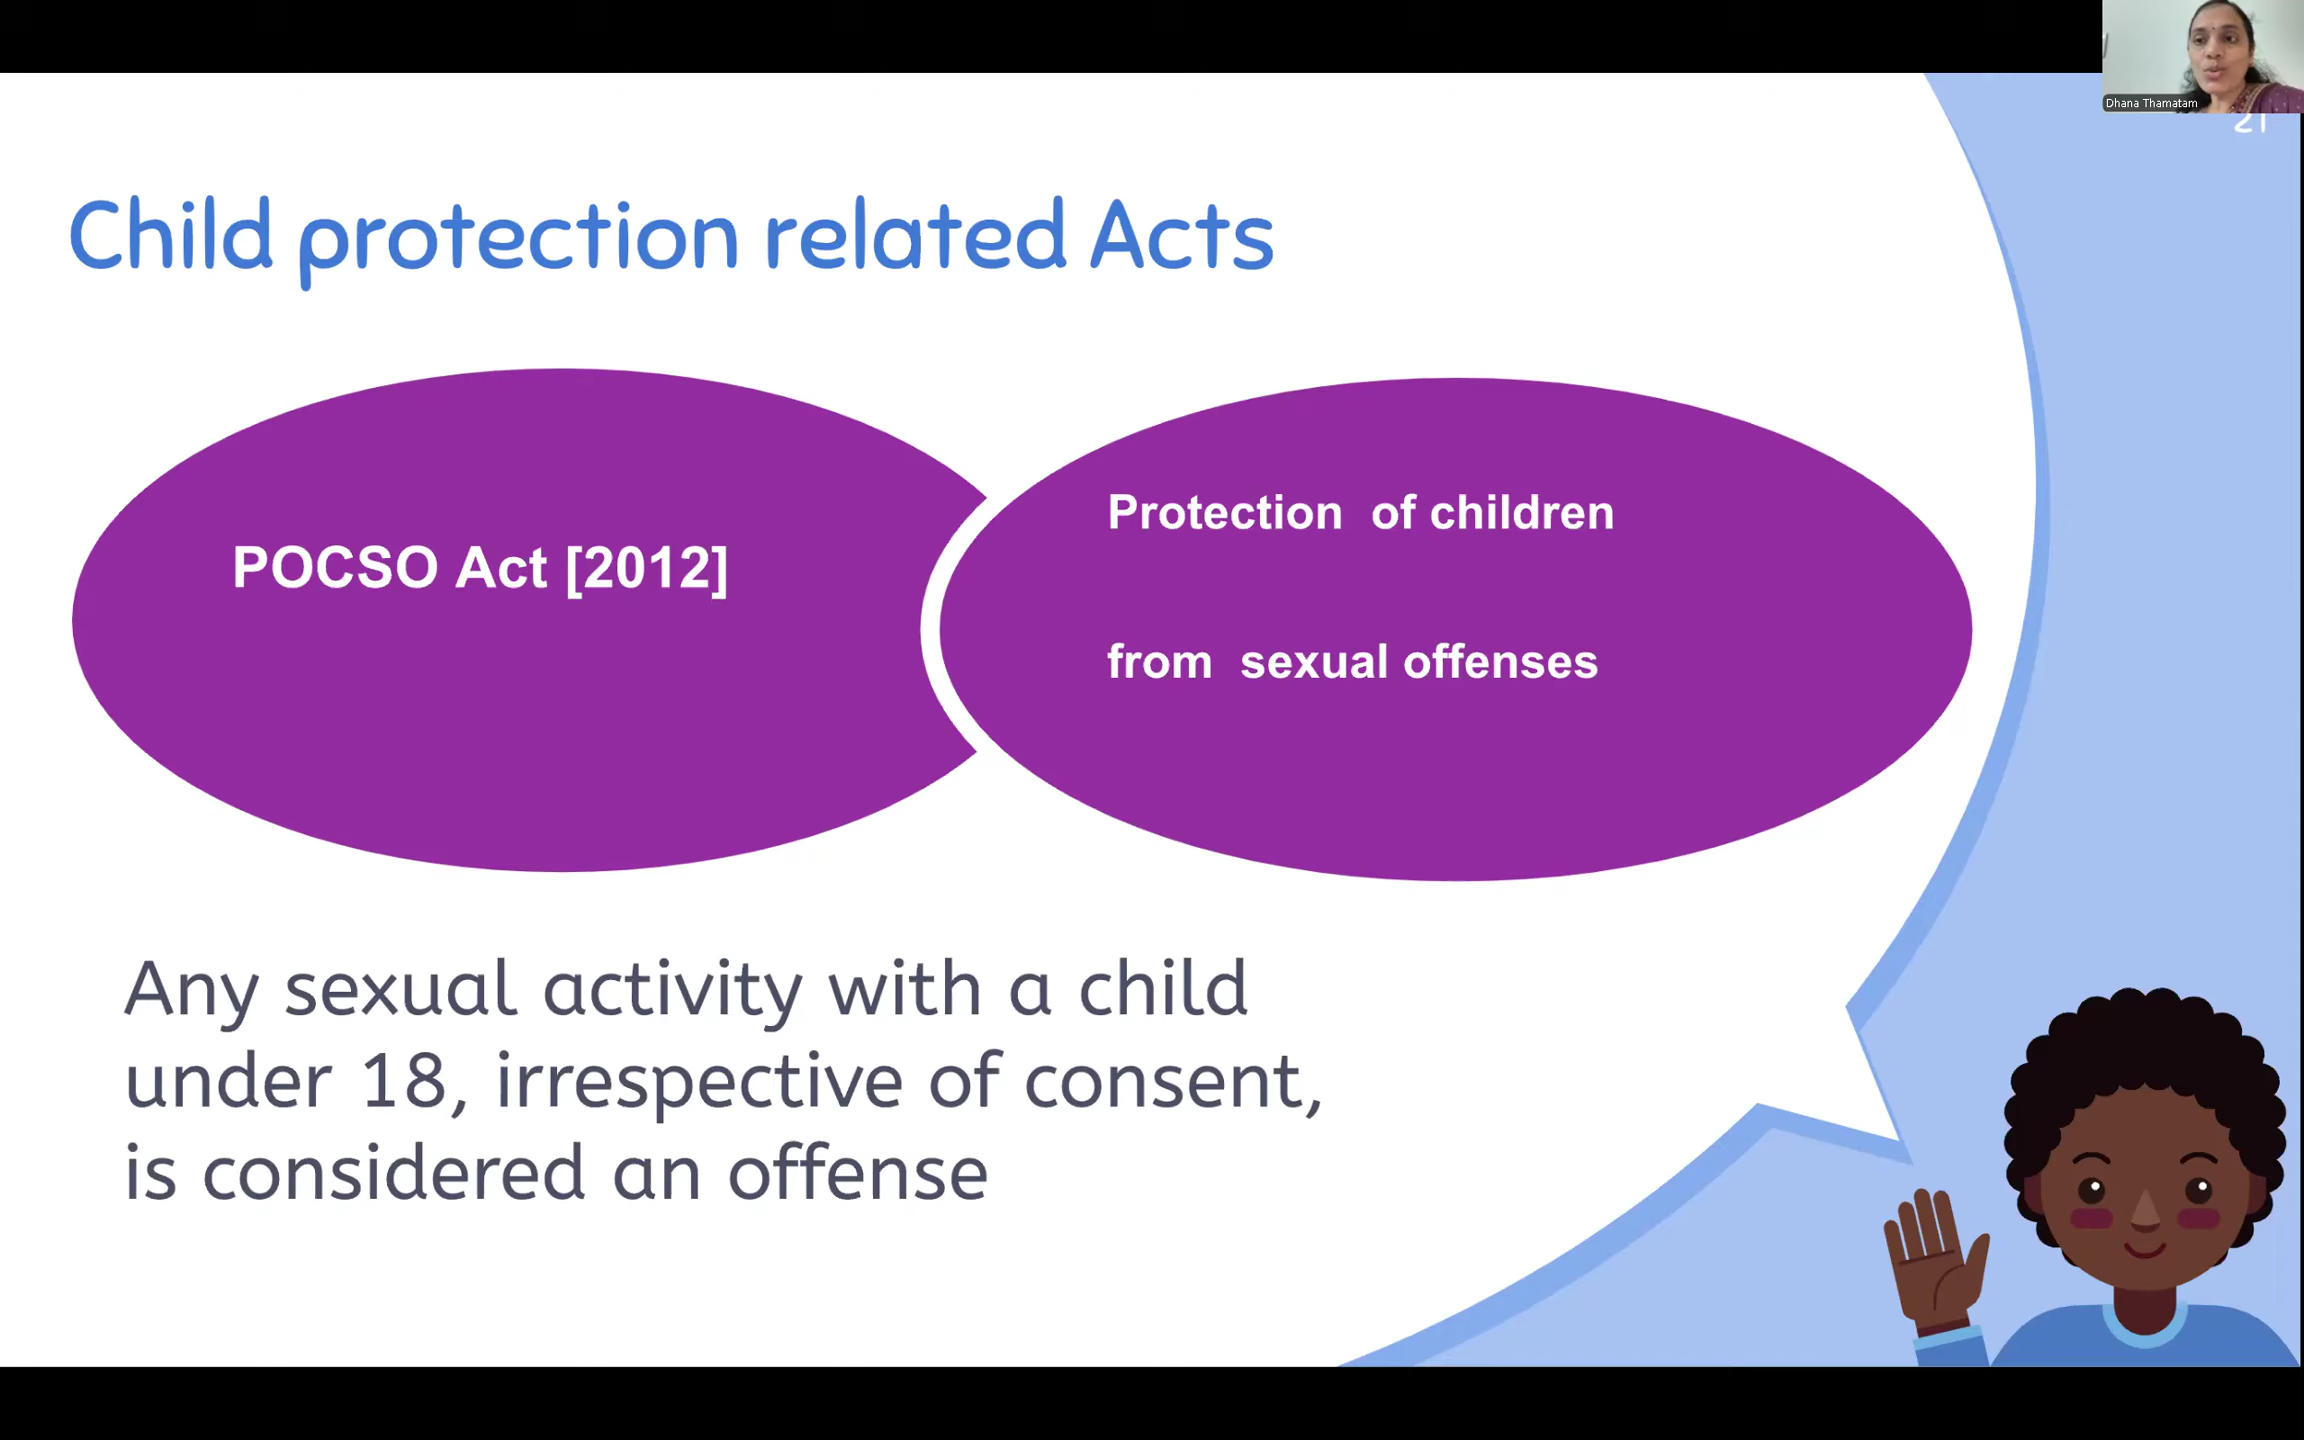 Dhana Thamatam
21
Child protection related Acts
POCSO Act [2012]
Protection of children
from sexual offenses
Any sexual activity with a child
under 18, irrespective of consent,
is considered an offense